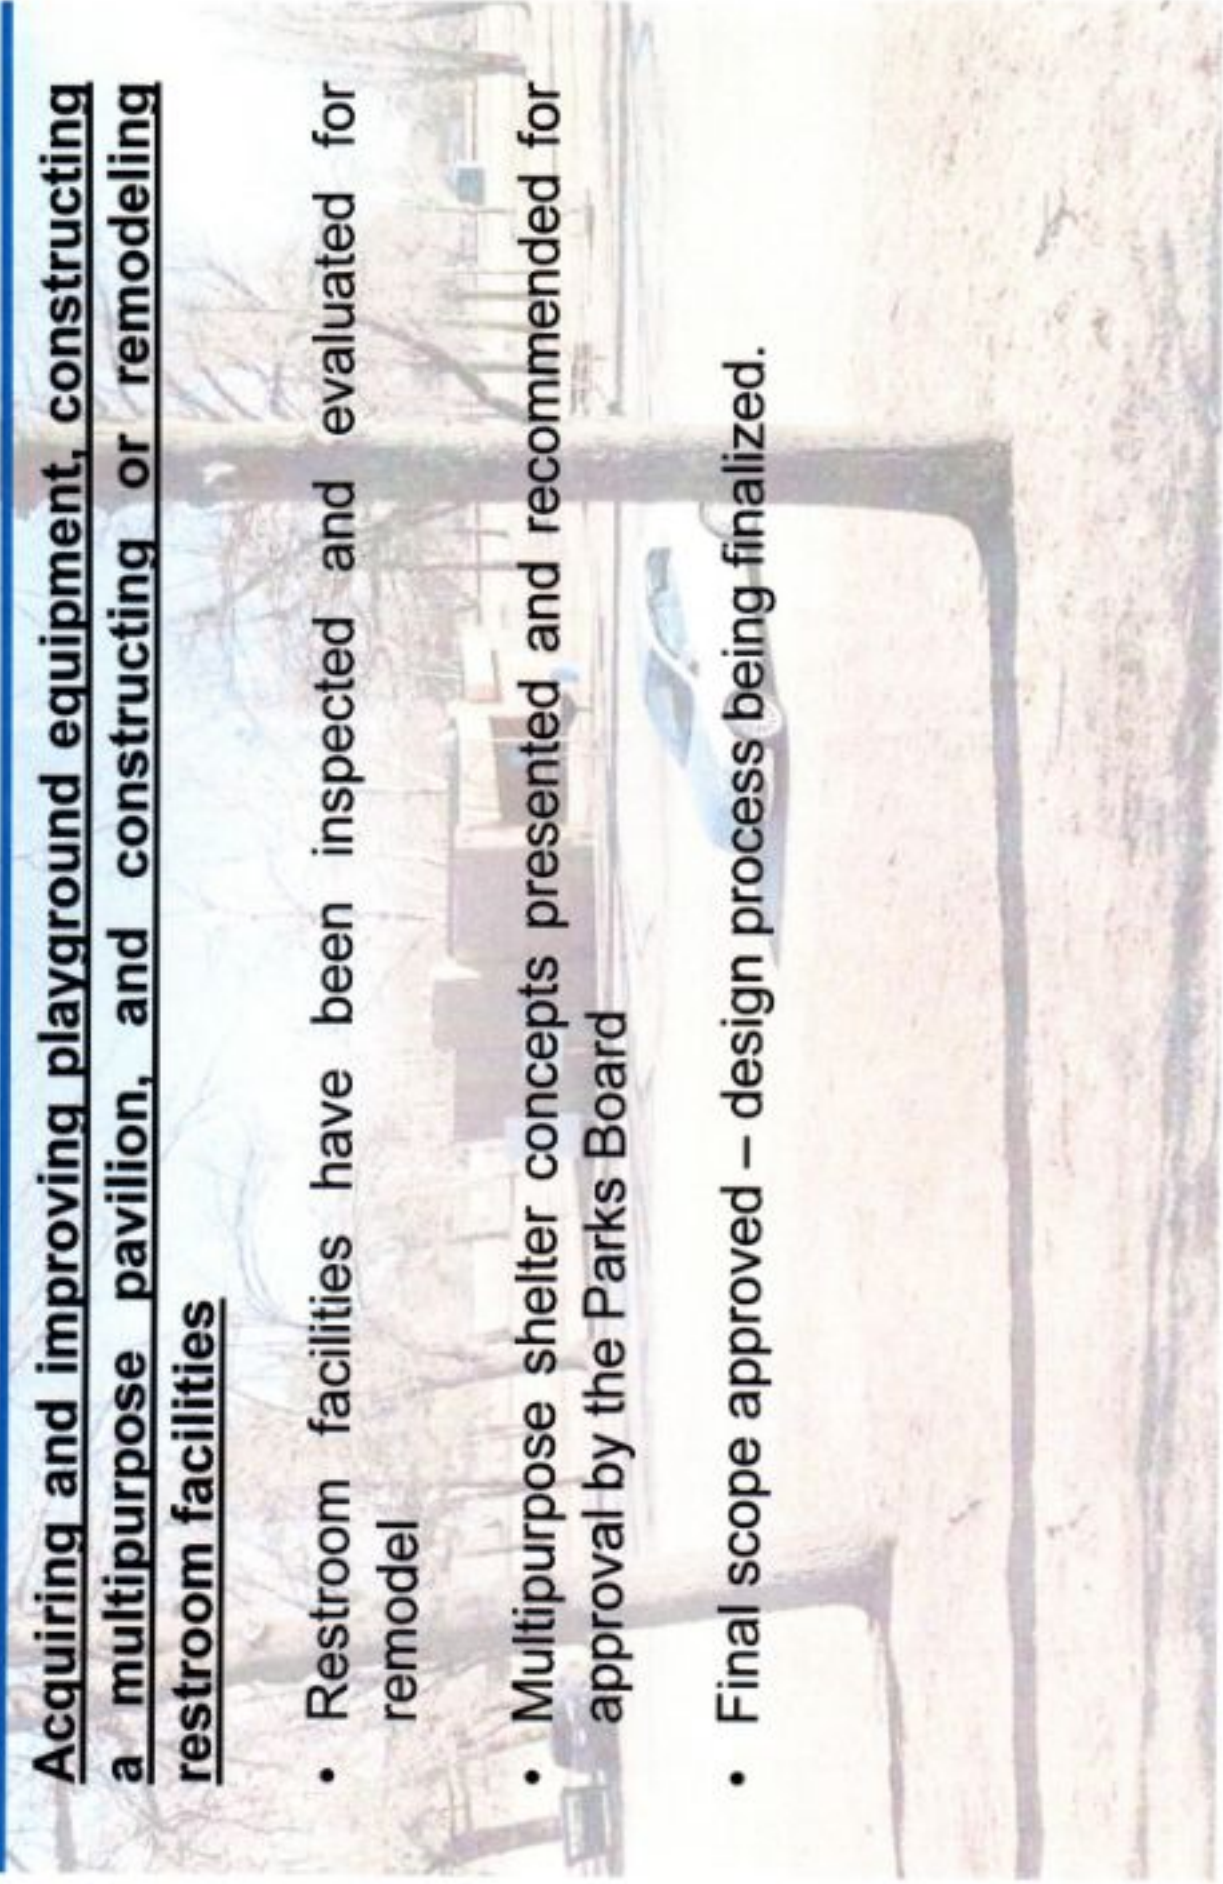 Acquiring and improving playground equipment, constructing
a multipurpose pavilion, and constructing or remodeling
restroom facilities
• Restroom facilities have been inspected and evaluated for
remodel
• Multipurpose shelter concepts presented and recommended for
approval by the Parks Board
• Final scope approved – design process being finalized.